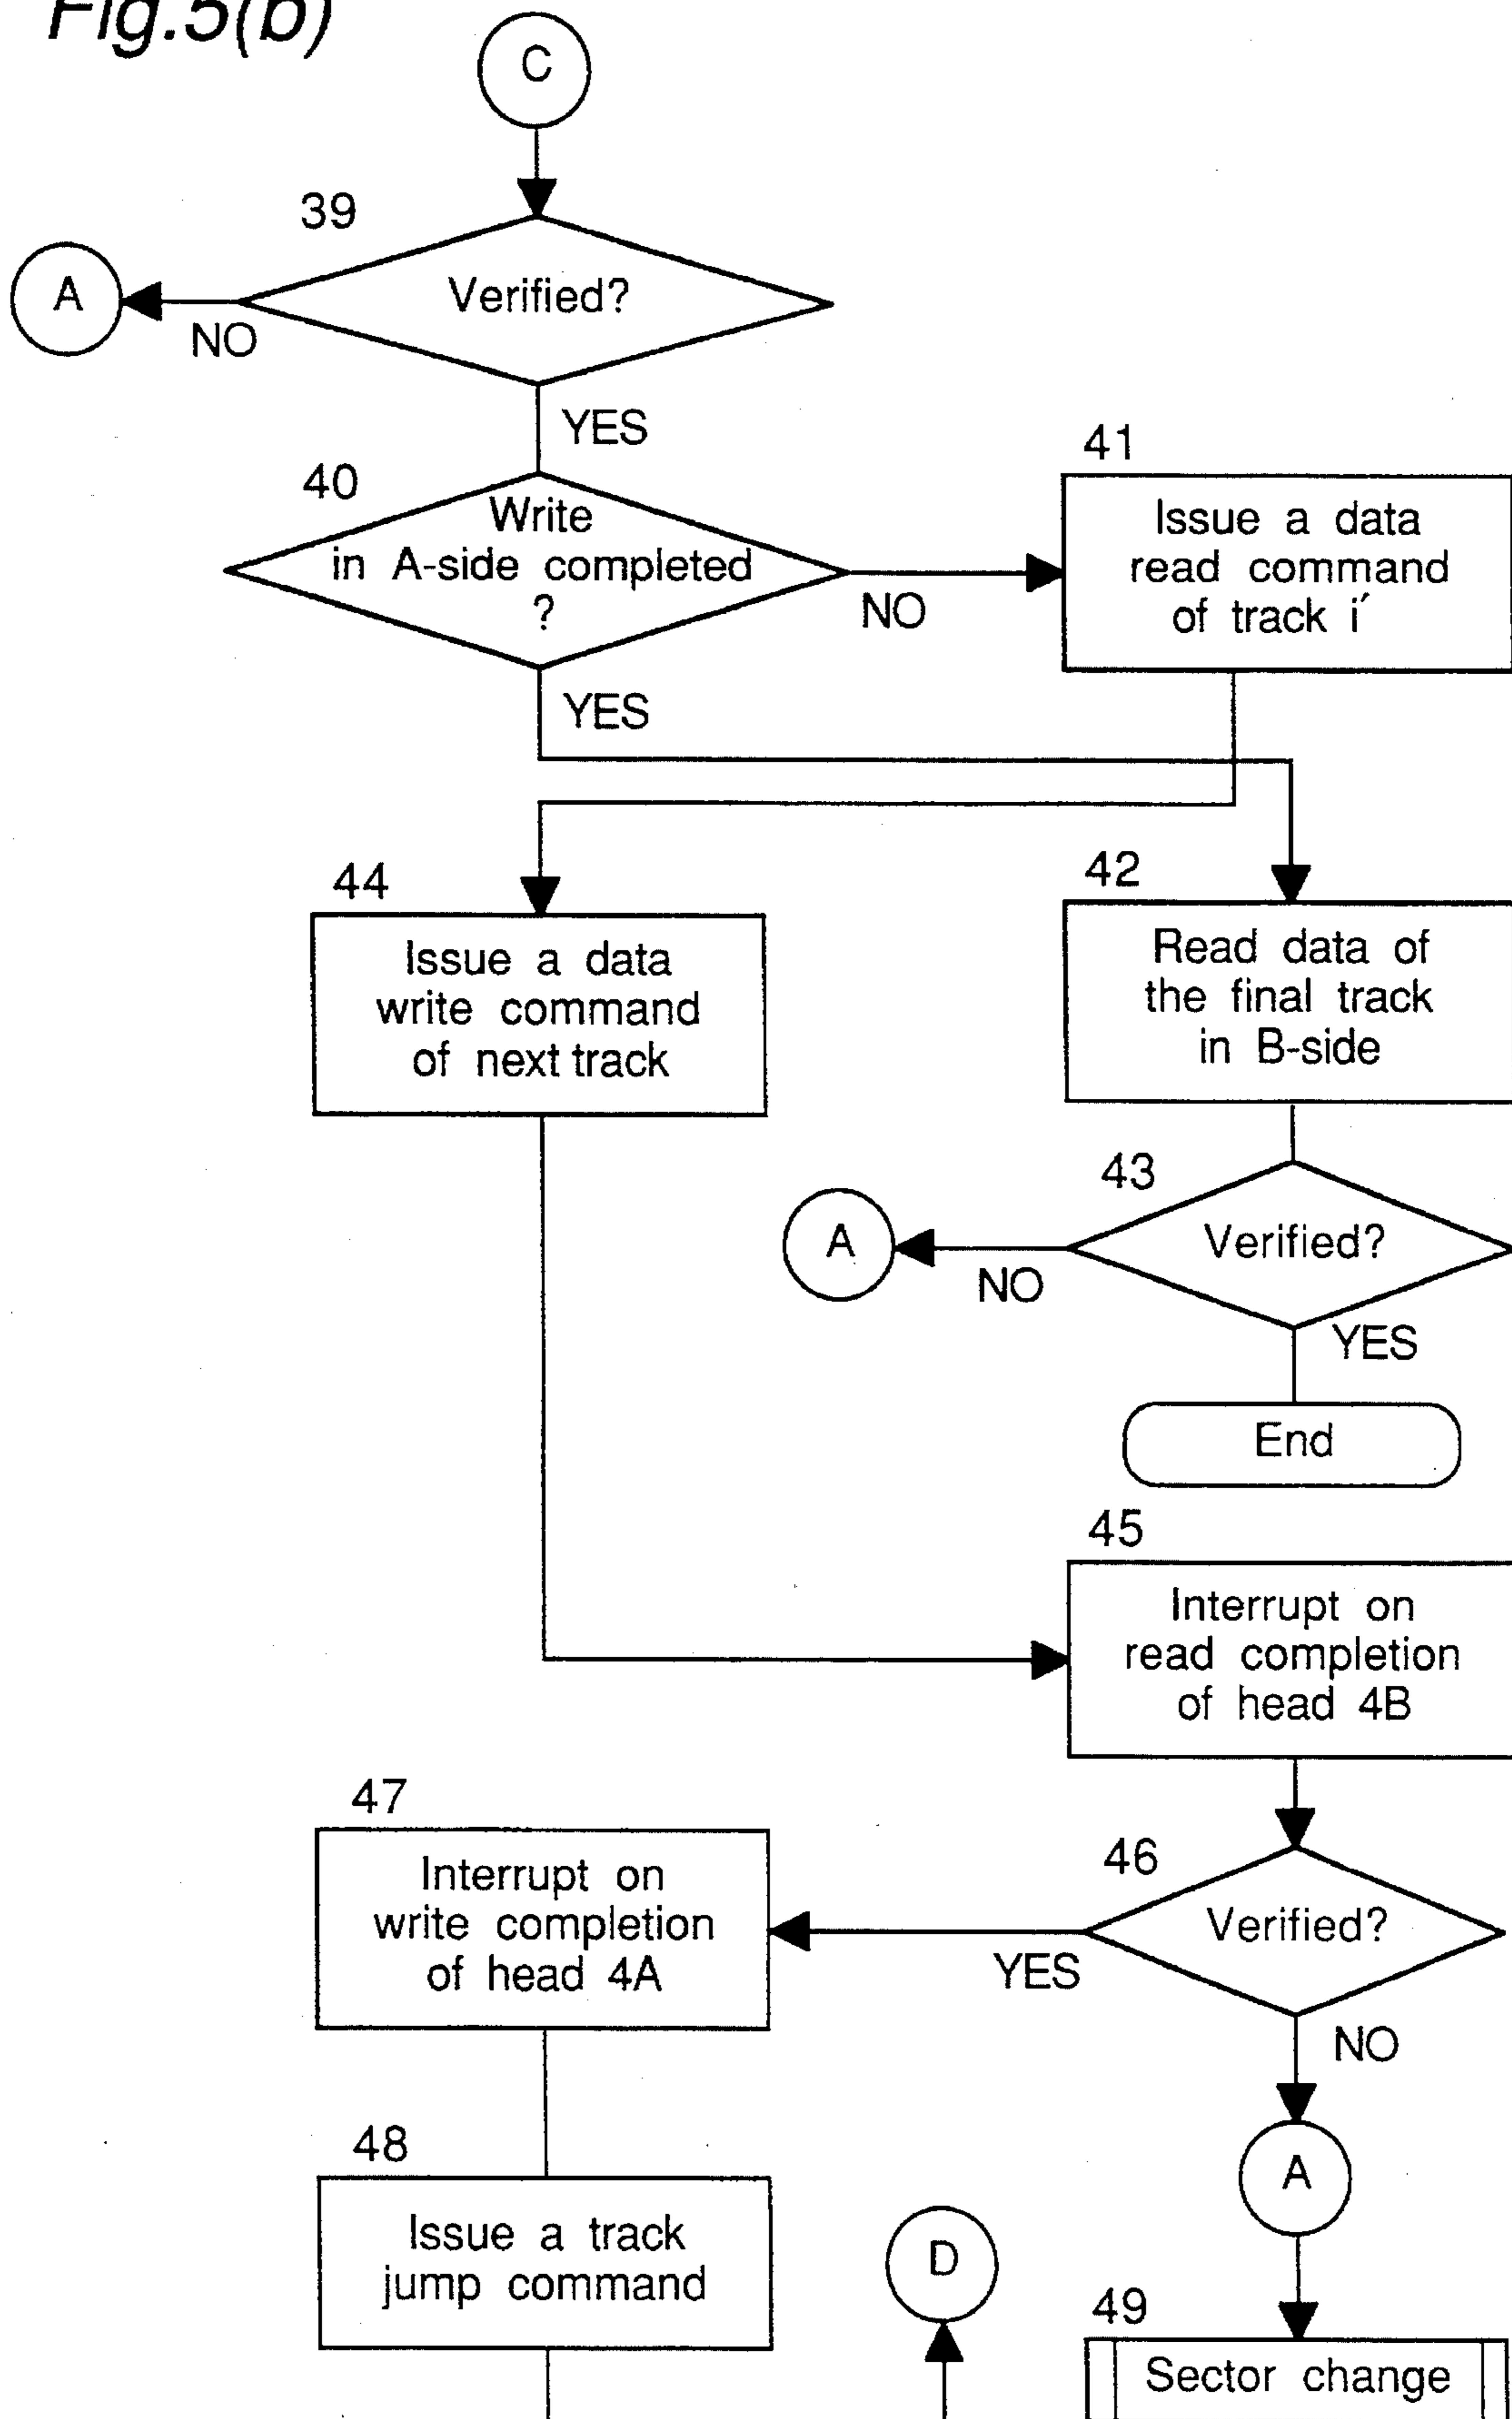 Fig.5(b)
C
39
A
Verified?
NO
YES
40
Write
in A-side completed
?
NO
YES
41
Issue a data
read command
of track i′
44
Issue a data
write command
of next track
42
Read data of
the final track
in B-side
43
A
Verified?
NO
YES
End
45
Interrupt on
read completion
of head 4B
47
Interrupt on
write completion
of head 4A
46
Verified?
YES
NO
48
Issue a track
jump command
A
D
49
Sector change